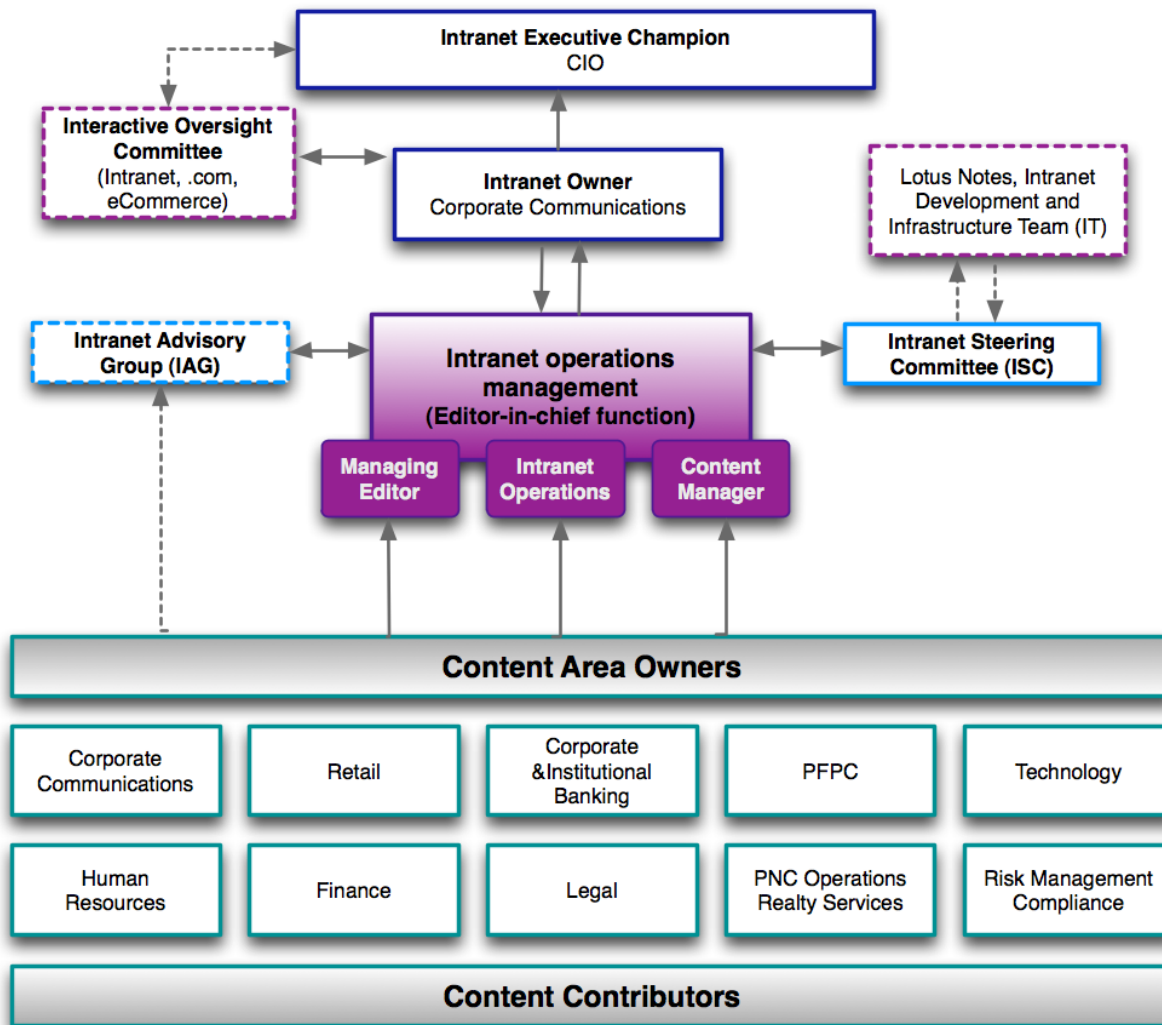 Intranet Executive Champion
CIO
Interactive Oversight
Committee
(Intranet, .com,
eCommerce)
Intranet Owner
Corporate Communications
Lotus Notes, Intranet
Development and
Infrastructure Team (IT)
Intranet Advisory
Group (IAG)
Intranet operations
management
(Editor-in-chief function)
Intranet Steering
Committee (ISC)
Managing
Editor
Intranet
Operations
Content
Manager
Content Area Owners
Corporate
Communications
Retail
Corporate
&Institutional
Banking
PFPC
Technology
Human
Resources
Finance
Legal
PNC Operations
Realty Services
Risk Management
Compliance
Content Contributors